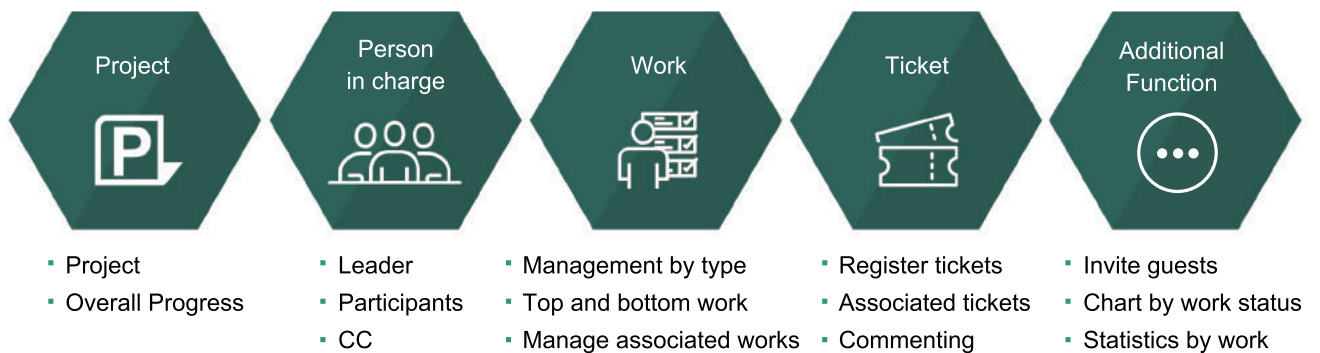 Project
Person
in charge
Work
Ticket
Additional
Function
P
▪ Project
▪ Overall Progress
▪ Leader
▪ Participants
▪ CC
▪ Management by type
▪ Top and bottom work
▪ Manage associated works
▪ Register tickets
▪ Associated tickets
▪ Commenting
▪ Invite guests
▪ Chart by work status
▪ Statistics by work